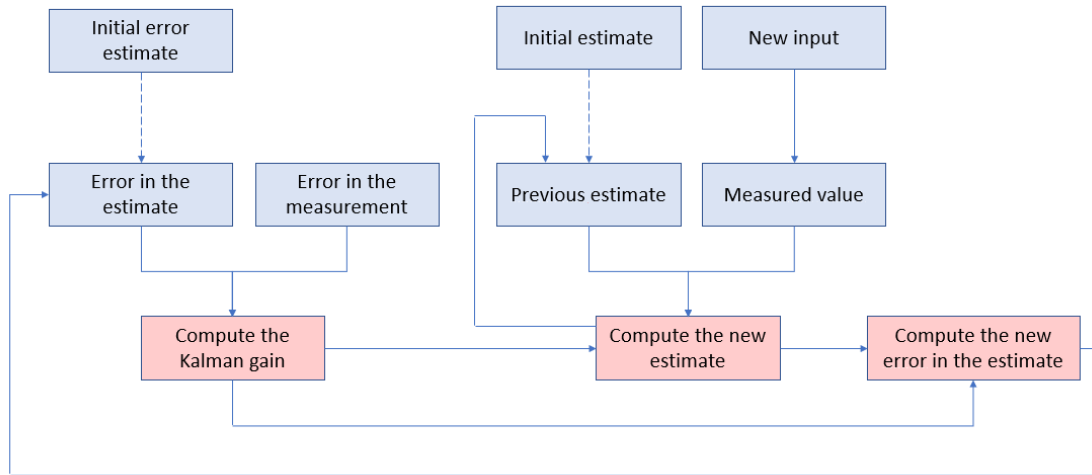 Initial error
estimate
Initial estimate
New input
Error in the
estimate
Error in the
measurement
Previous estimate
Measured value
Compute the
Kalman gain
Compute the new
estimate
Compute the new
error in the estimate